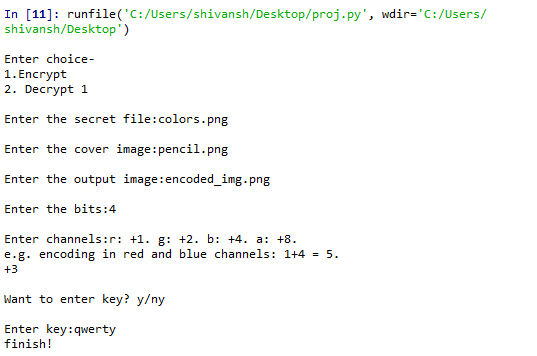 In [11]: runfile('C:/Users/shivansh/Desktop/proj.py', wdir='C:/Users/
shivansh/Desktop')
Enter choice-
1.Encrypt
2. Decrypt 1
Enter the secret file:colors.png
Enter the cover image:pencil.png
Enter the output image:encoded_img.png
Enter the bits:4
Enter channels:r: +1. g: +2. b: +4. a: +8.
e.g. encoding in red and blue channels: 1+4 = 5.
+3
Want to enter key? y/ny
Enter key:qwerty
finish!